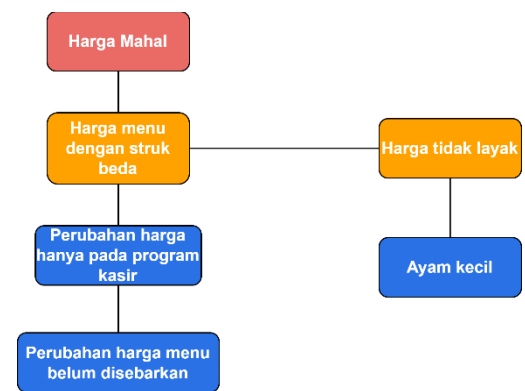 Harga Mahal
Harga menu
dengan struk
beda
Harga tidak layak
Perubahan harga
hanya pada program
kasir
Ayam kecil
Perubahan harga menu
belum disebarkan